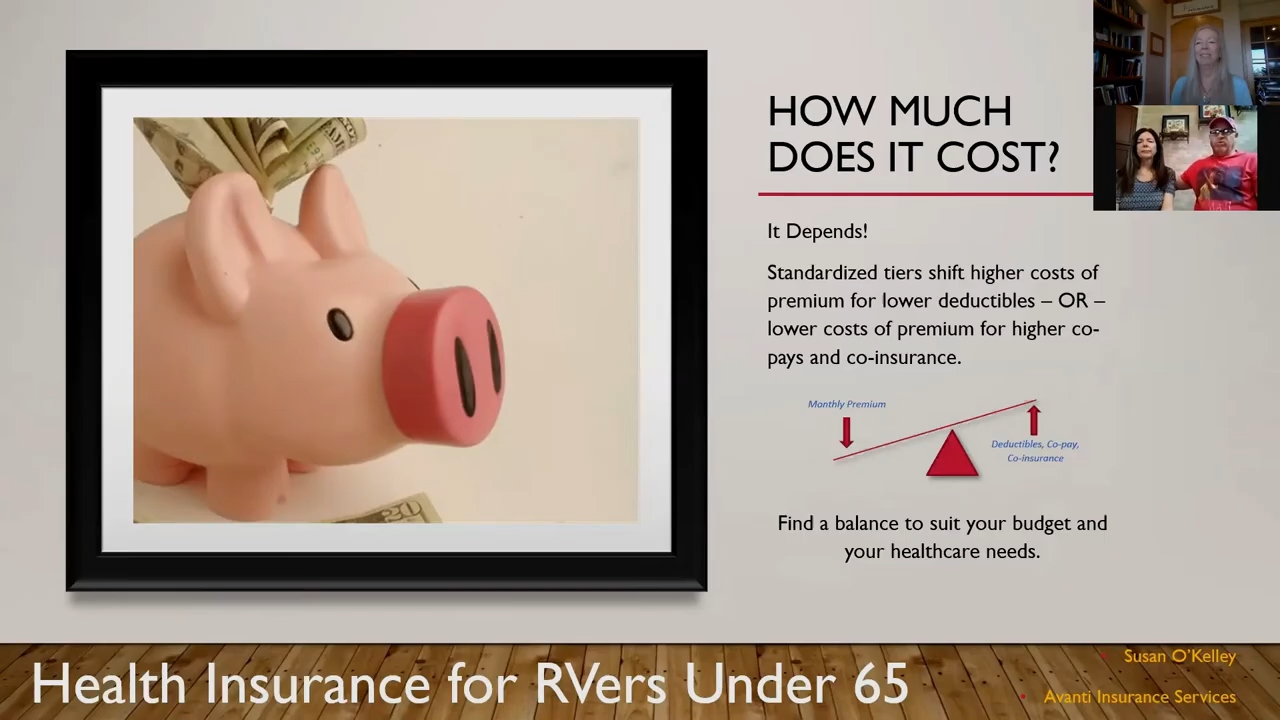 HOW MUCH
DOES IT COST?
It Depends!
Standardized tiers shift higher costs of
premium for lower deductibles – OR –
lower costs of premium for higher co-
pays and co-insurance.
Monthly Premium
Deductibles, Co-pay,
Co-insurance
Find a balance to suit your budget and
your healthcare needs.
Health Insurance for RVers Under 65
Susan O'Kelley
• Avanti Insurance Services